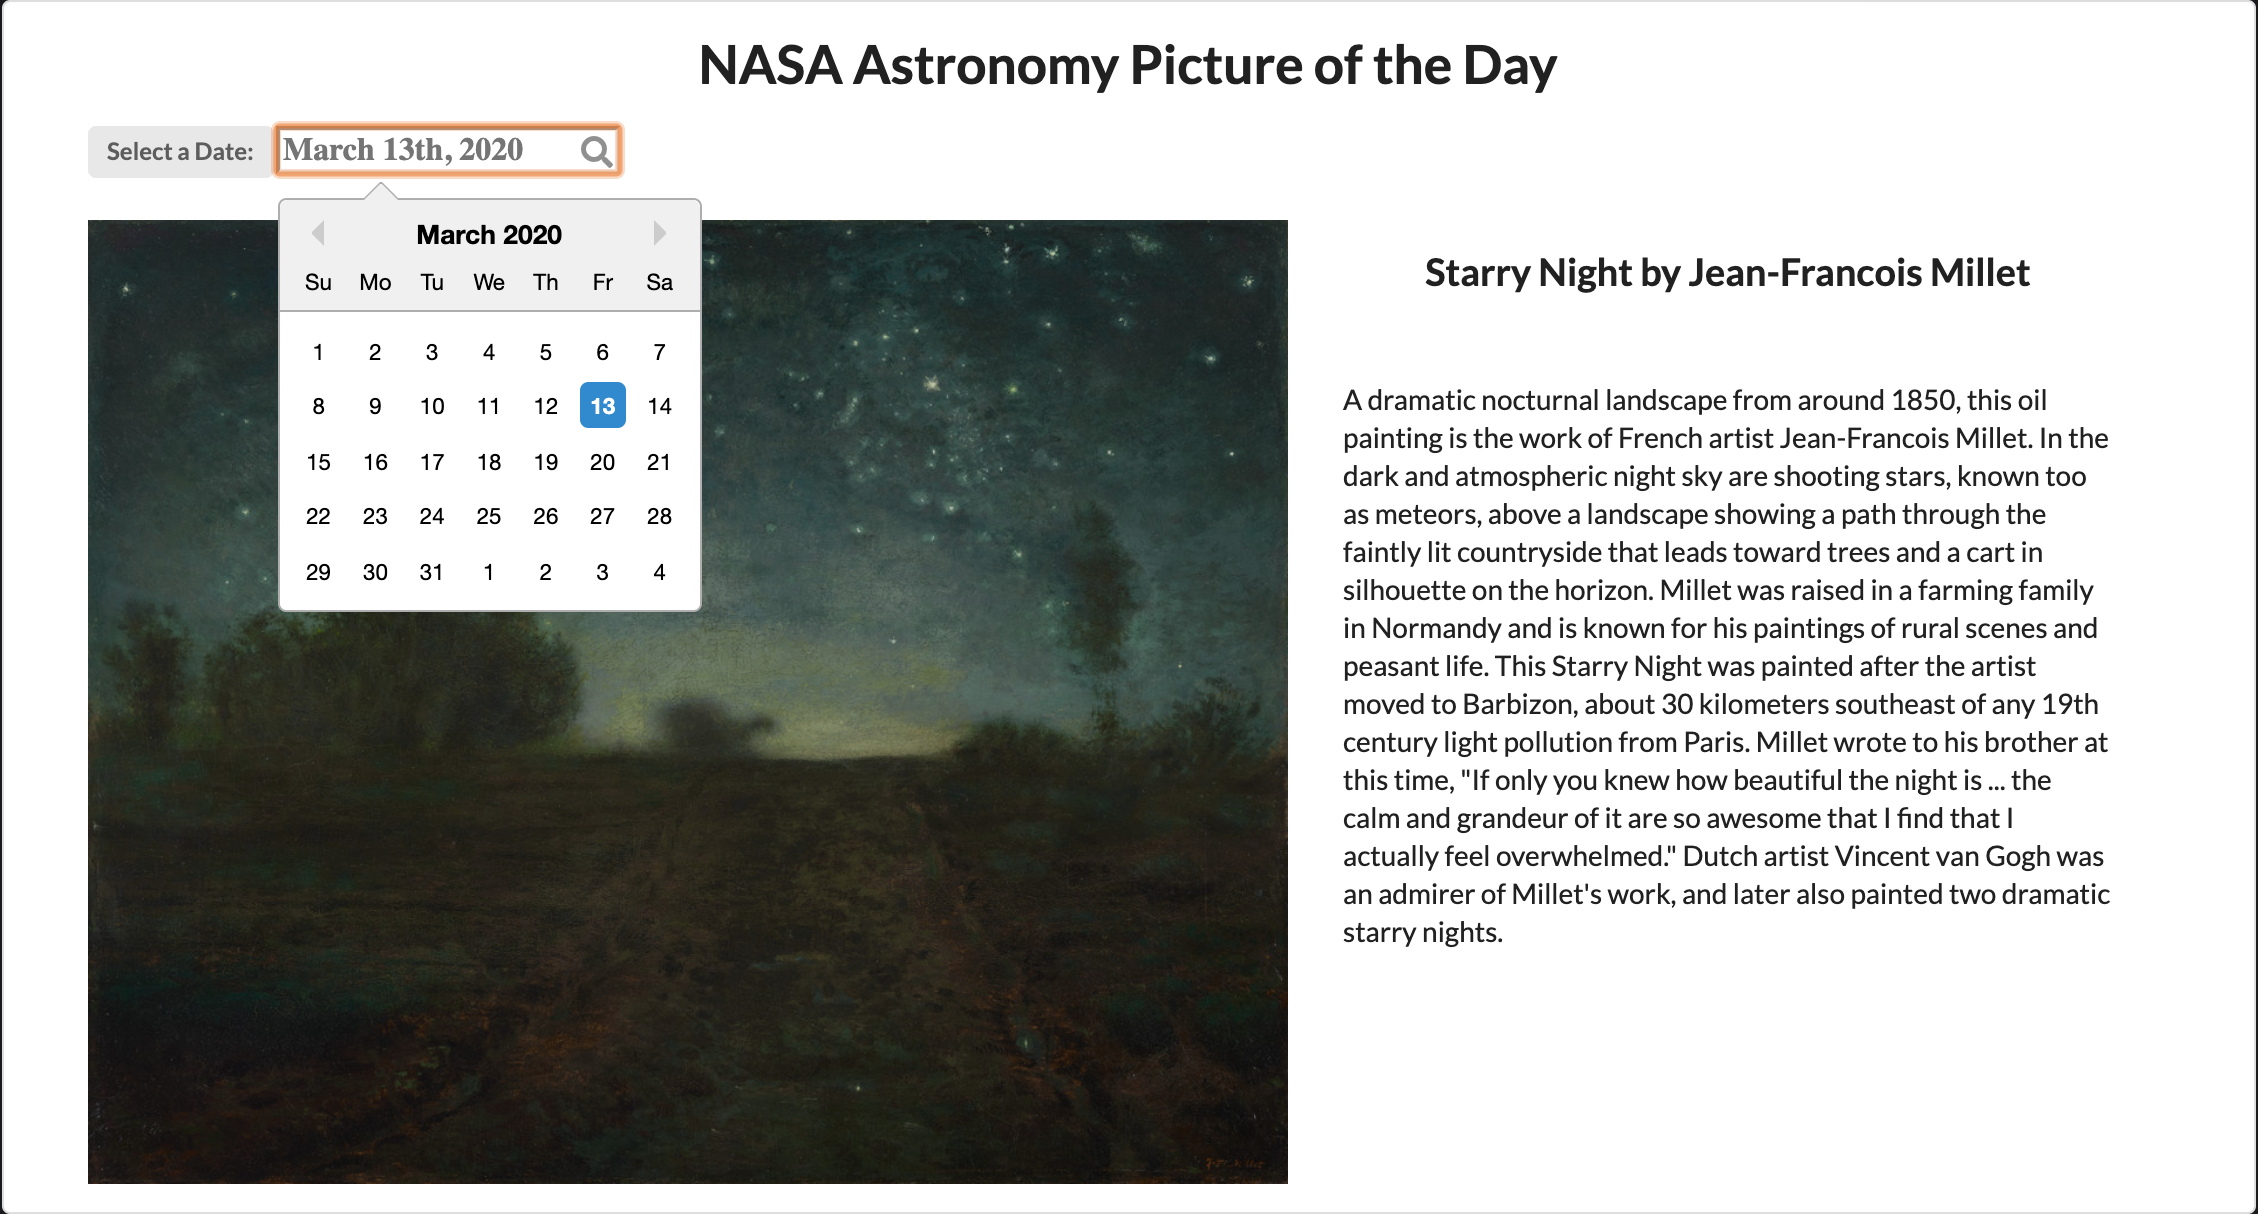 NASA Astronomy Picture of the Day
Select a Date:
March 13th, 2020
March 2020
Su Mo Tu We Th Fr Sa
1 2 3 4 5 6 7
8 9 10 11 12 13 14
15 16 17 18 19 20 21
22 23 24 25 26 27 28
29 30 31 1 2 3 4
Starry Night by Jean-Francois Millet
A dramatic nocturnal landscape from around 1850, this oil
painting is the work of French artist Jean-Francois Millet. In the
dark and atmospheric night sky are shooting stars, known too
as meteors, above a landscape showing a path through the
faintly lit countryside that leads toward trees and a cart in
silhouette on the horizon. Millet was raised in a farming family
in Normandy and is known for his paintings of rural scenes and
peasant life. This Starry Night was painted after the artist
moved to Barbizon, about 30 kilometers southeast of any 19th
century light pollution from Paris. Millet wrote to his brother at
this time, "If only you knew how beautiful the night is ... the
calm and grandeur of it are so awesome that I find that I
actually feel overwhelmed." Dutch artist Vincent van Gogh was
an admirer of Millet's work, and later also painted two dramatic
starry nights.